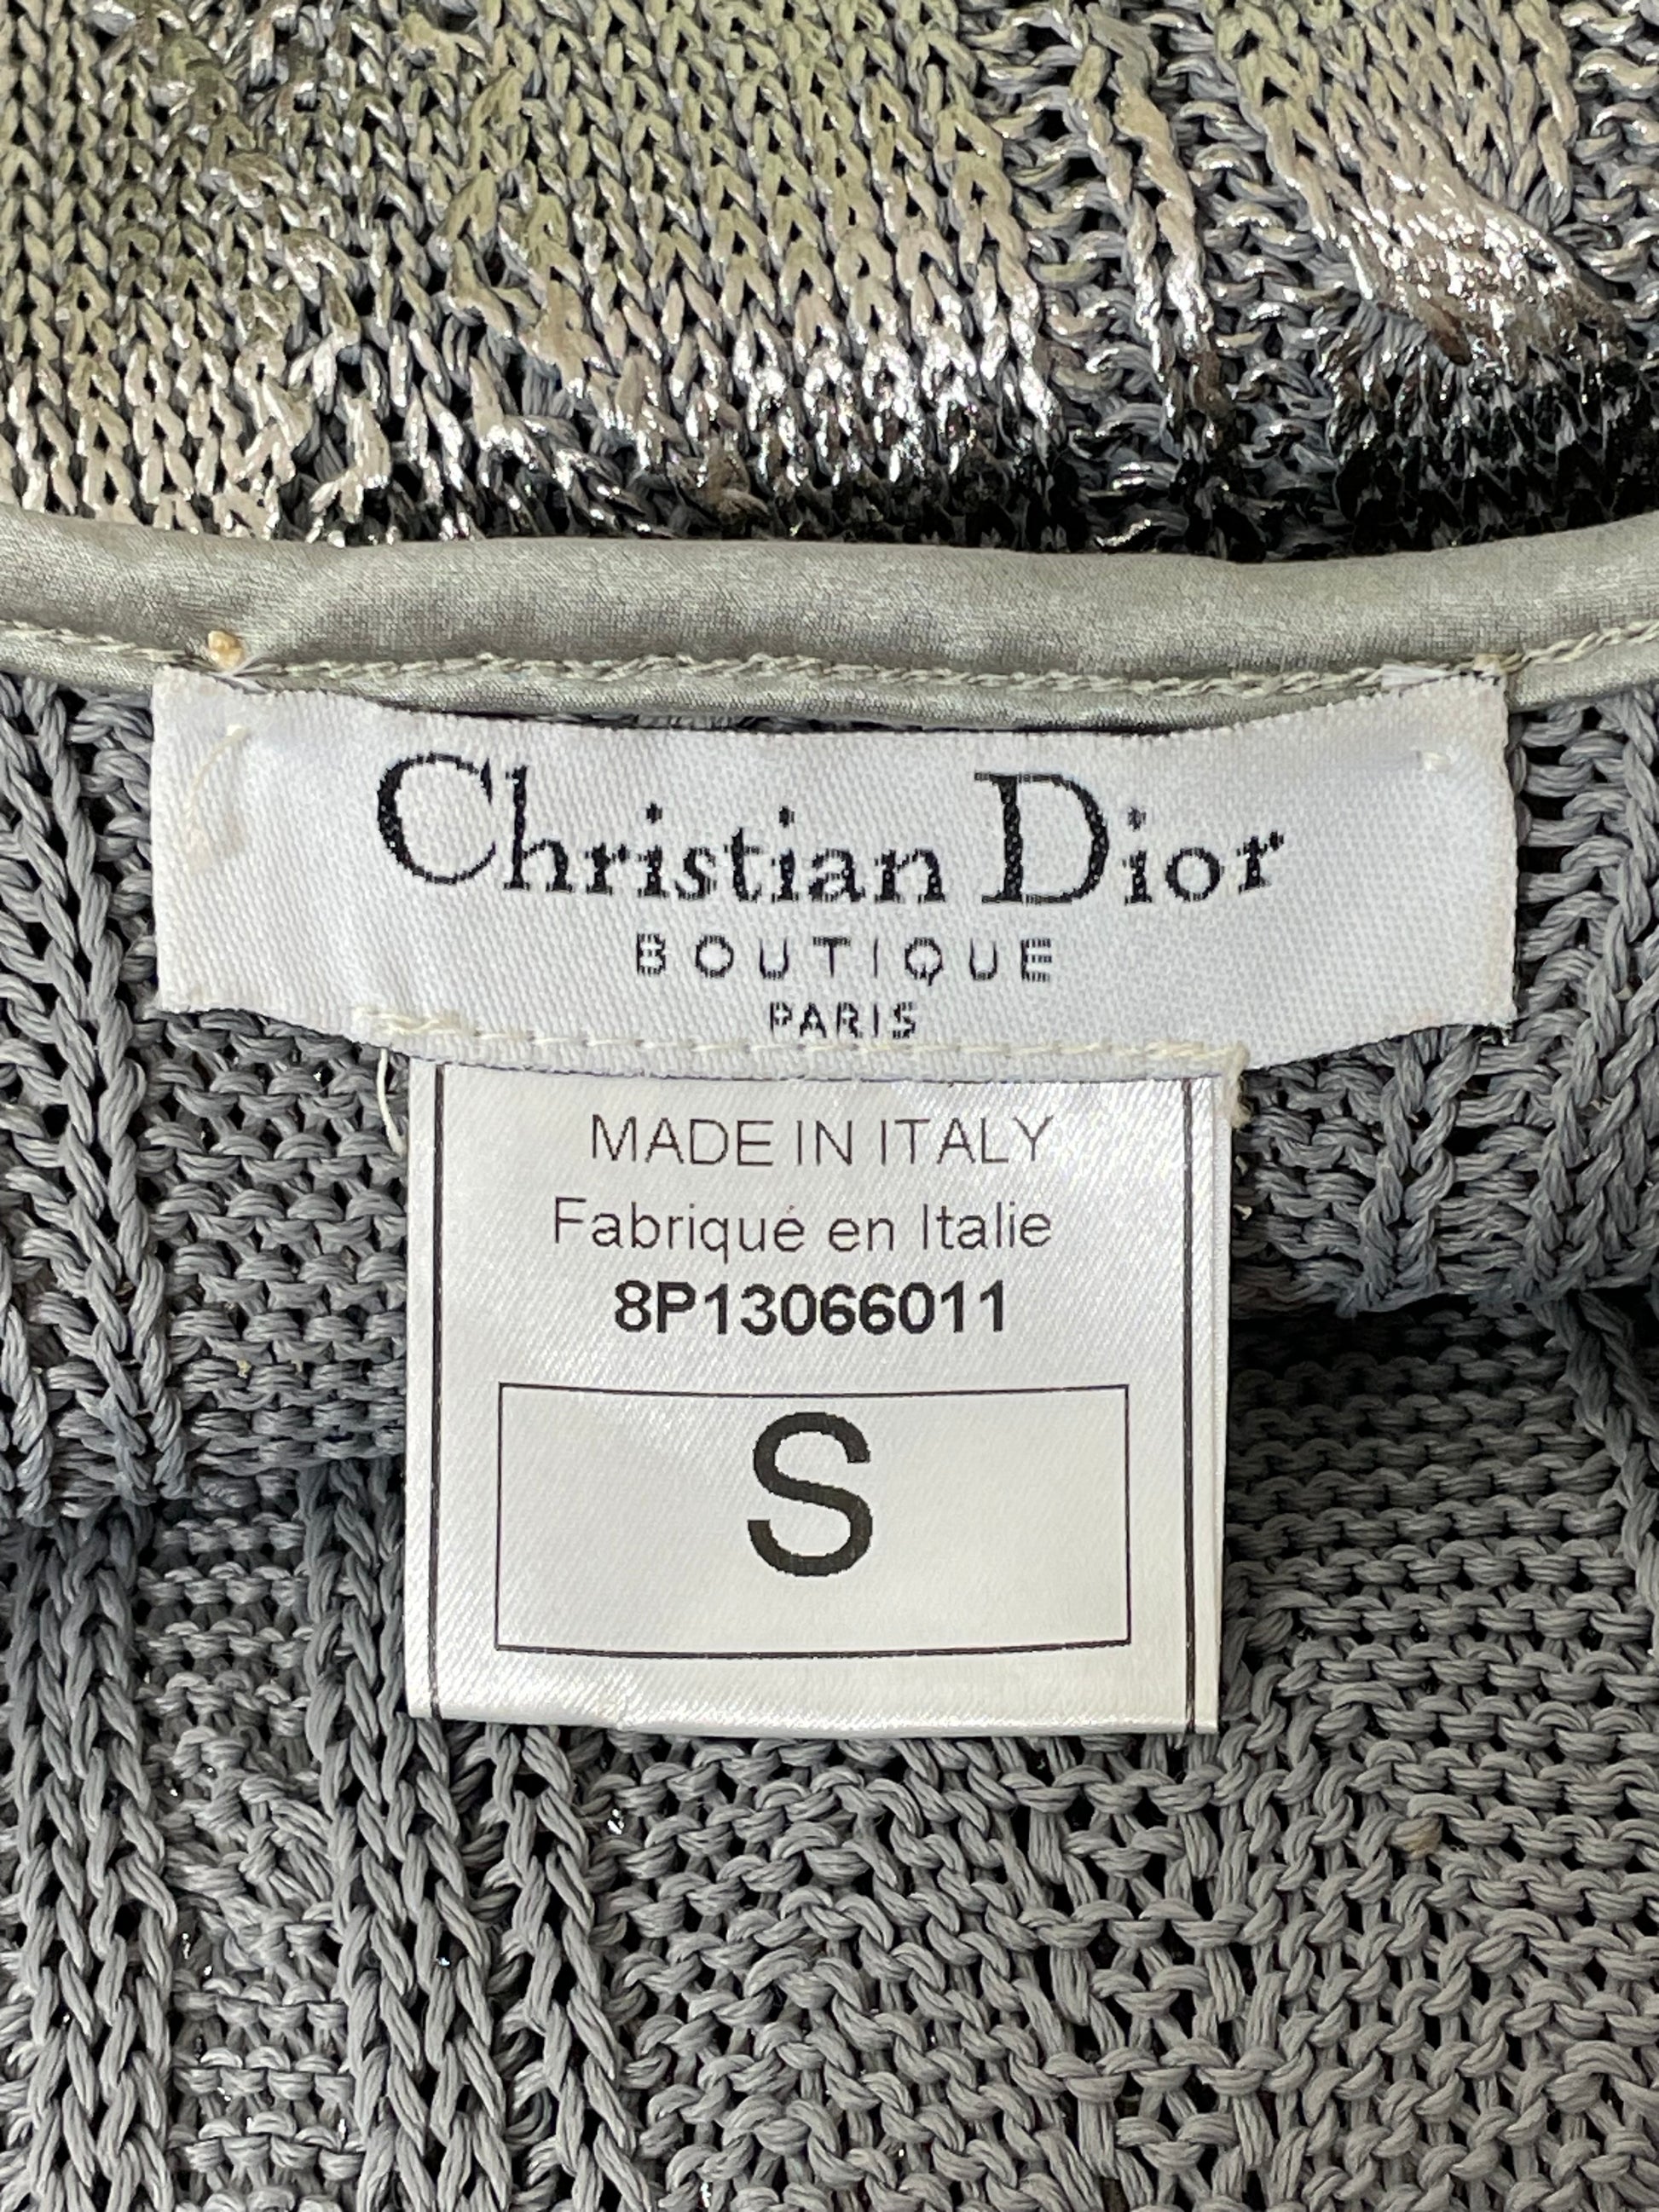 Christian Dior
BOUTIQUE
PARIS
MADE IN ITALY
Fabriqué en Italie
8P13066011
S